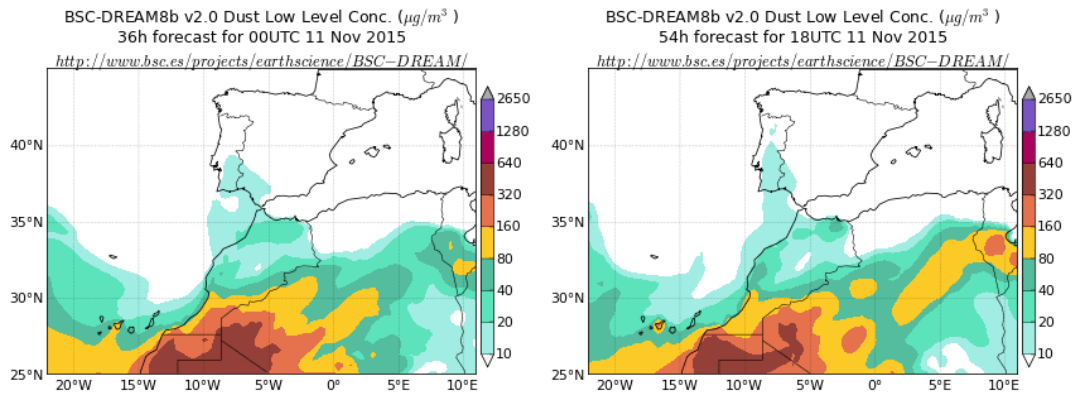 BSC-DREAM8b v2.0 Dust Low Level Conc. (μg/m³ )
36h forecast for 00UTC 11 Nov 2015
http://www.bsc.es/projects/earthscience/BSC−DREAM/
40°N
35°N
30°N
25°N
20°W 15°W 10°W 5°W 0° 5°E 10°E
2650
1280
640
320
160
80
40
20
10
BSC-DREAM8b v2.0 Dust Low Level Conc. (μg/m³ )
54h forecast for 18UTC 11 Nov 2015
http://www.bsc.es/projects/earthscience/BSC−DREAM/
40°N
35°N
30°N
25°N
20°W 15°W 10°W 5°W 0° 5°E 10°E
2650
1280
640
320
160
80
40
20
10